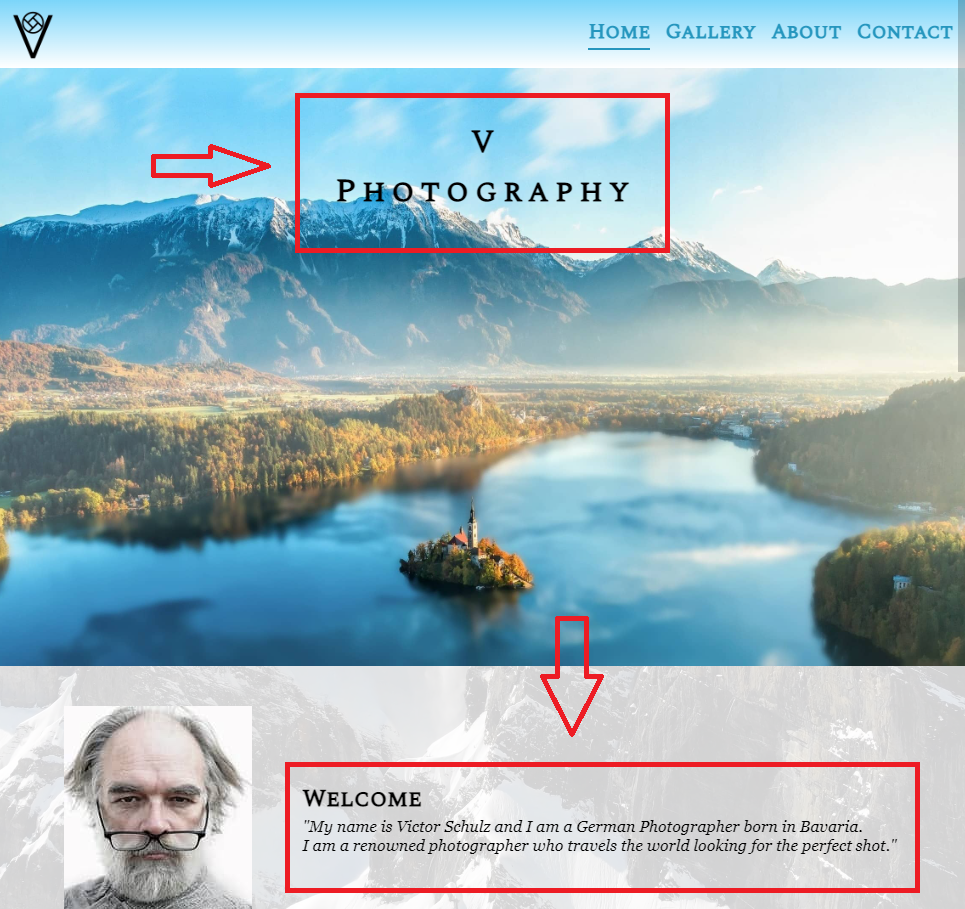 Home Gallery About Contact
V
Photography
Welcome
"My name is Victor Schulz and I am a German Photographer born in Bavaria.
I am a renowned photographer who travels the world looking for the perfect shot."